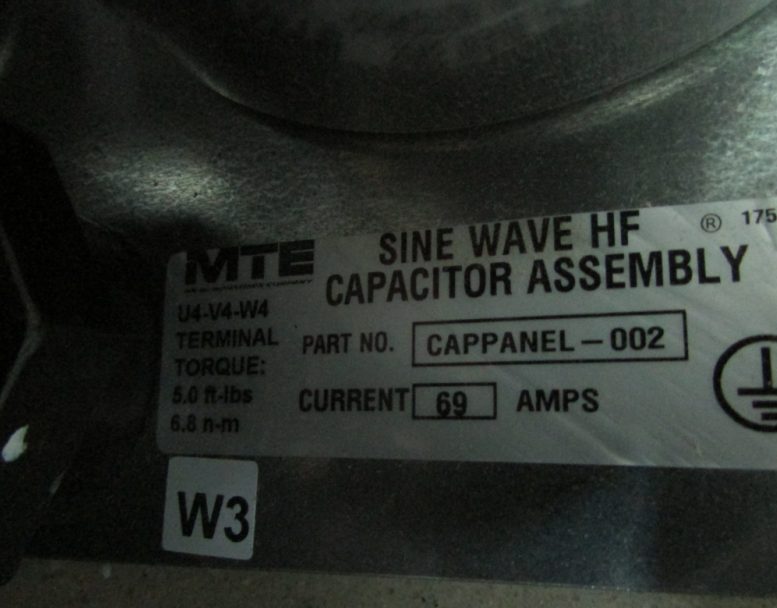 MTE
SINE WAVE HF
® 175
CAPACITOR ASSEMBLY
U4-V4-W4
TERMINAL
TORQUE:
5.0 ft-lbs
6.8 n-m
PART NO. CAPPANEL-002
CURRENT 69 AMPS
W3